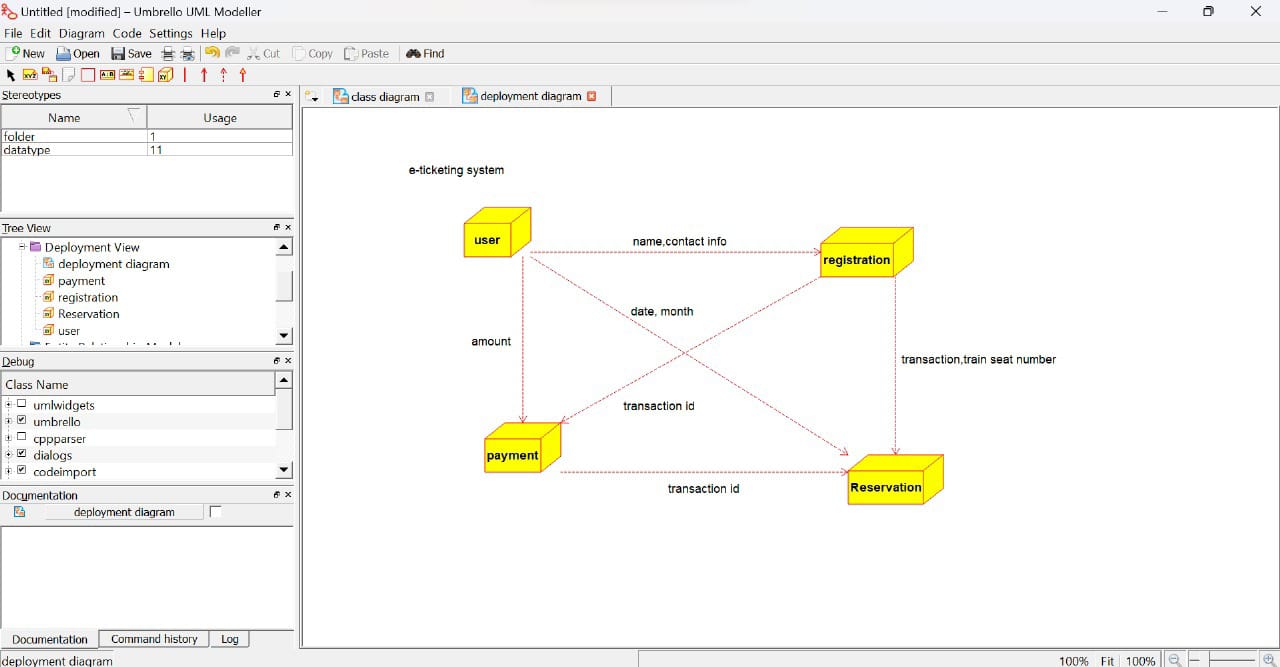 Untitled [modified] – Umbrello UML Modeller
File Edit Diagram Code Settings Help
New Open Save Cut Copy Paste Find
Stereotypes
Name Usage
folder 1
datatype 11
Tree View
Deployment View
deployment diagram
payment
registration
Reservation
user
Debug
Class Name
umlwidgets
umbrello
cppparser
dialogs
codeimport
Documentation
deployment diagram
Documentation Command history Log
class diagram deployment diagram
e-ticketing system
user
name,contact info
registration
date, month
amount
transaction,train seat number
transaction id
payment
Reservation
transaction id
deployment diagram
100% Fit 100%